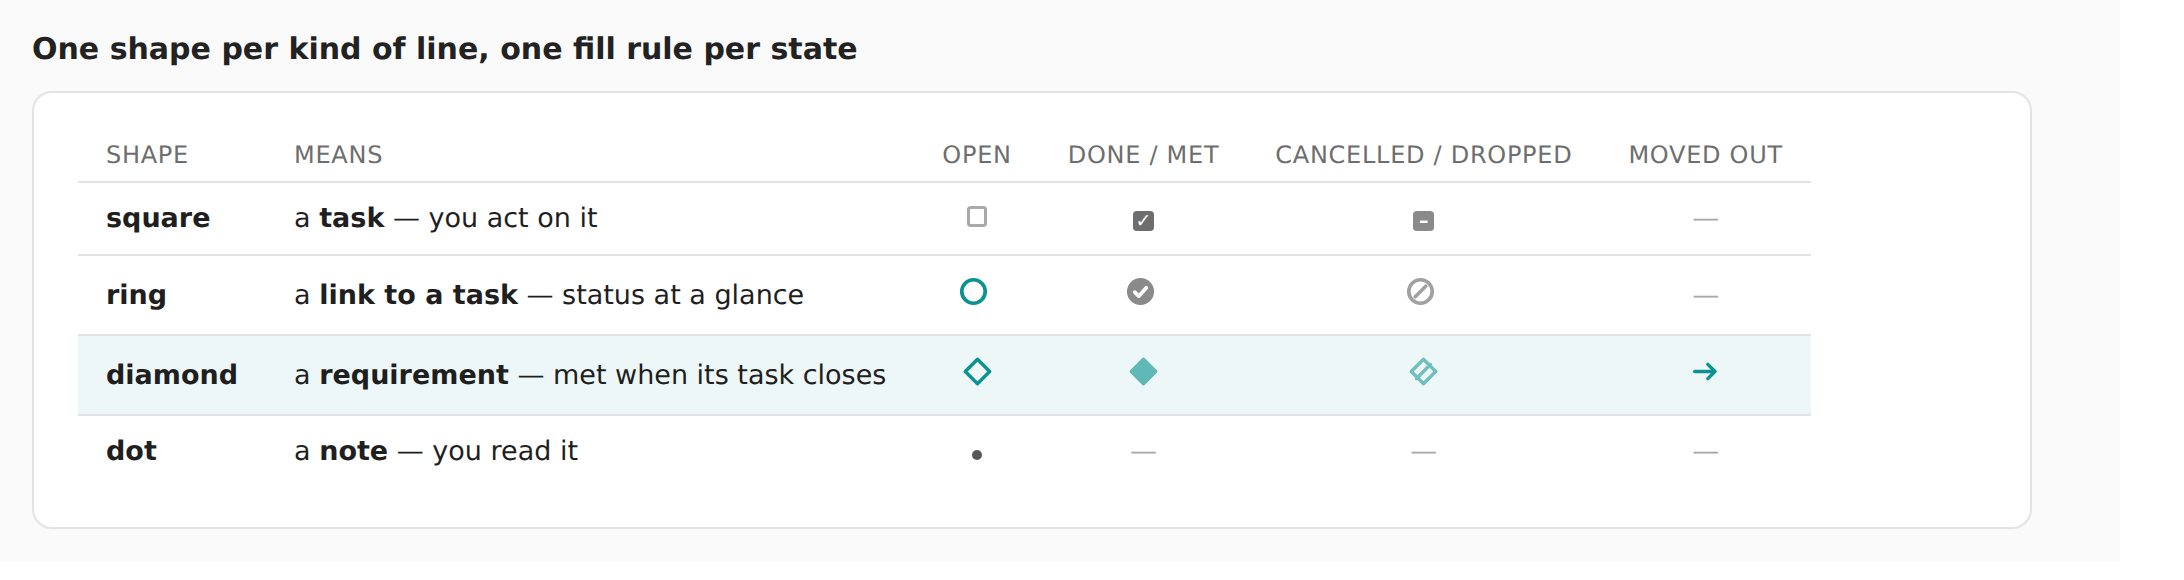 One shape per kind of line, one fill rule per state
SHAPE MEANS OPEN DONE / MET CANCELLED / DROPPED MOVED OUT
square a task — you act on it —
ring a link to a task — status at a glance —
diamond a requirement — met when its task closes
dot a note — you read it — — —